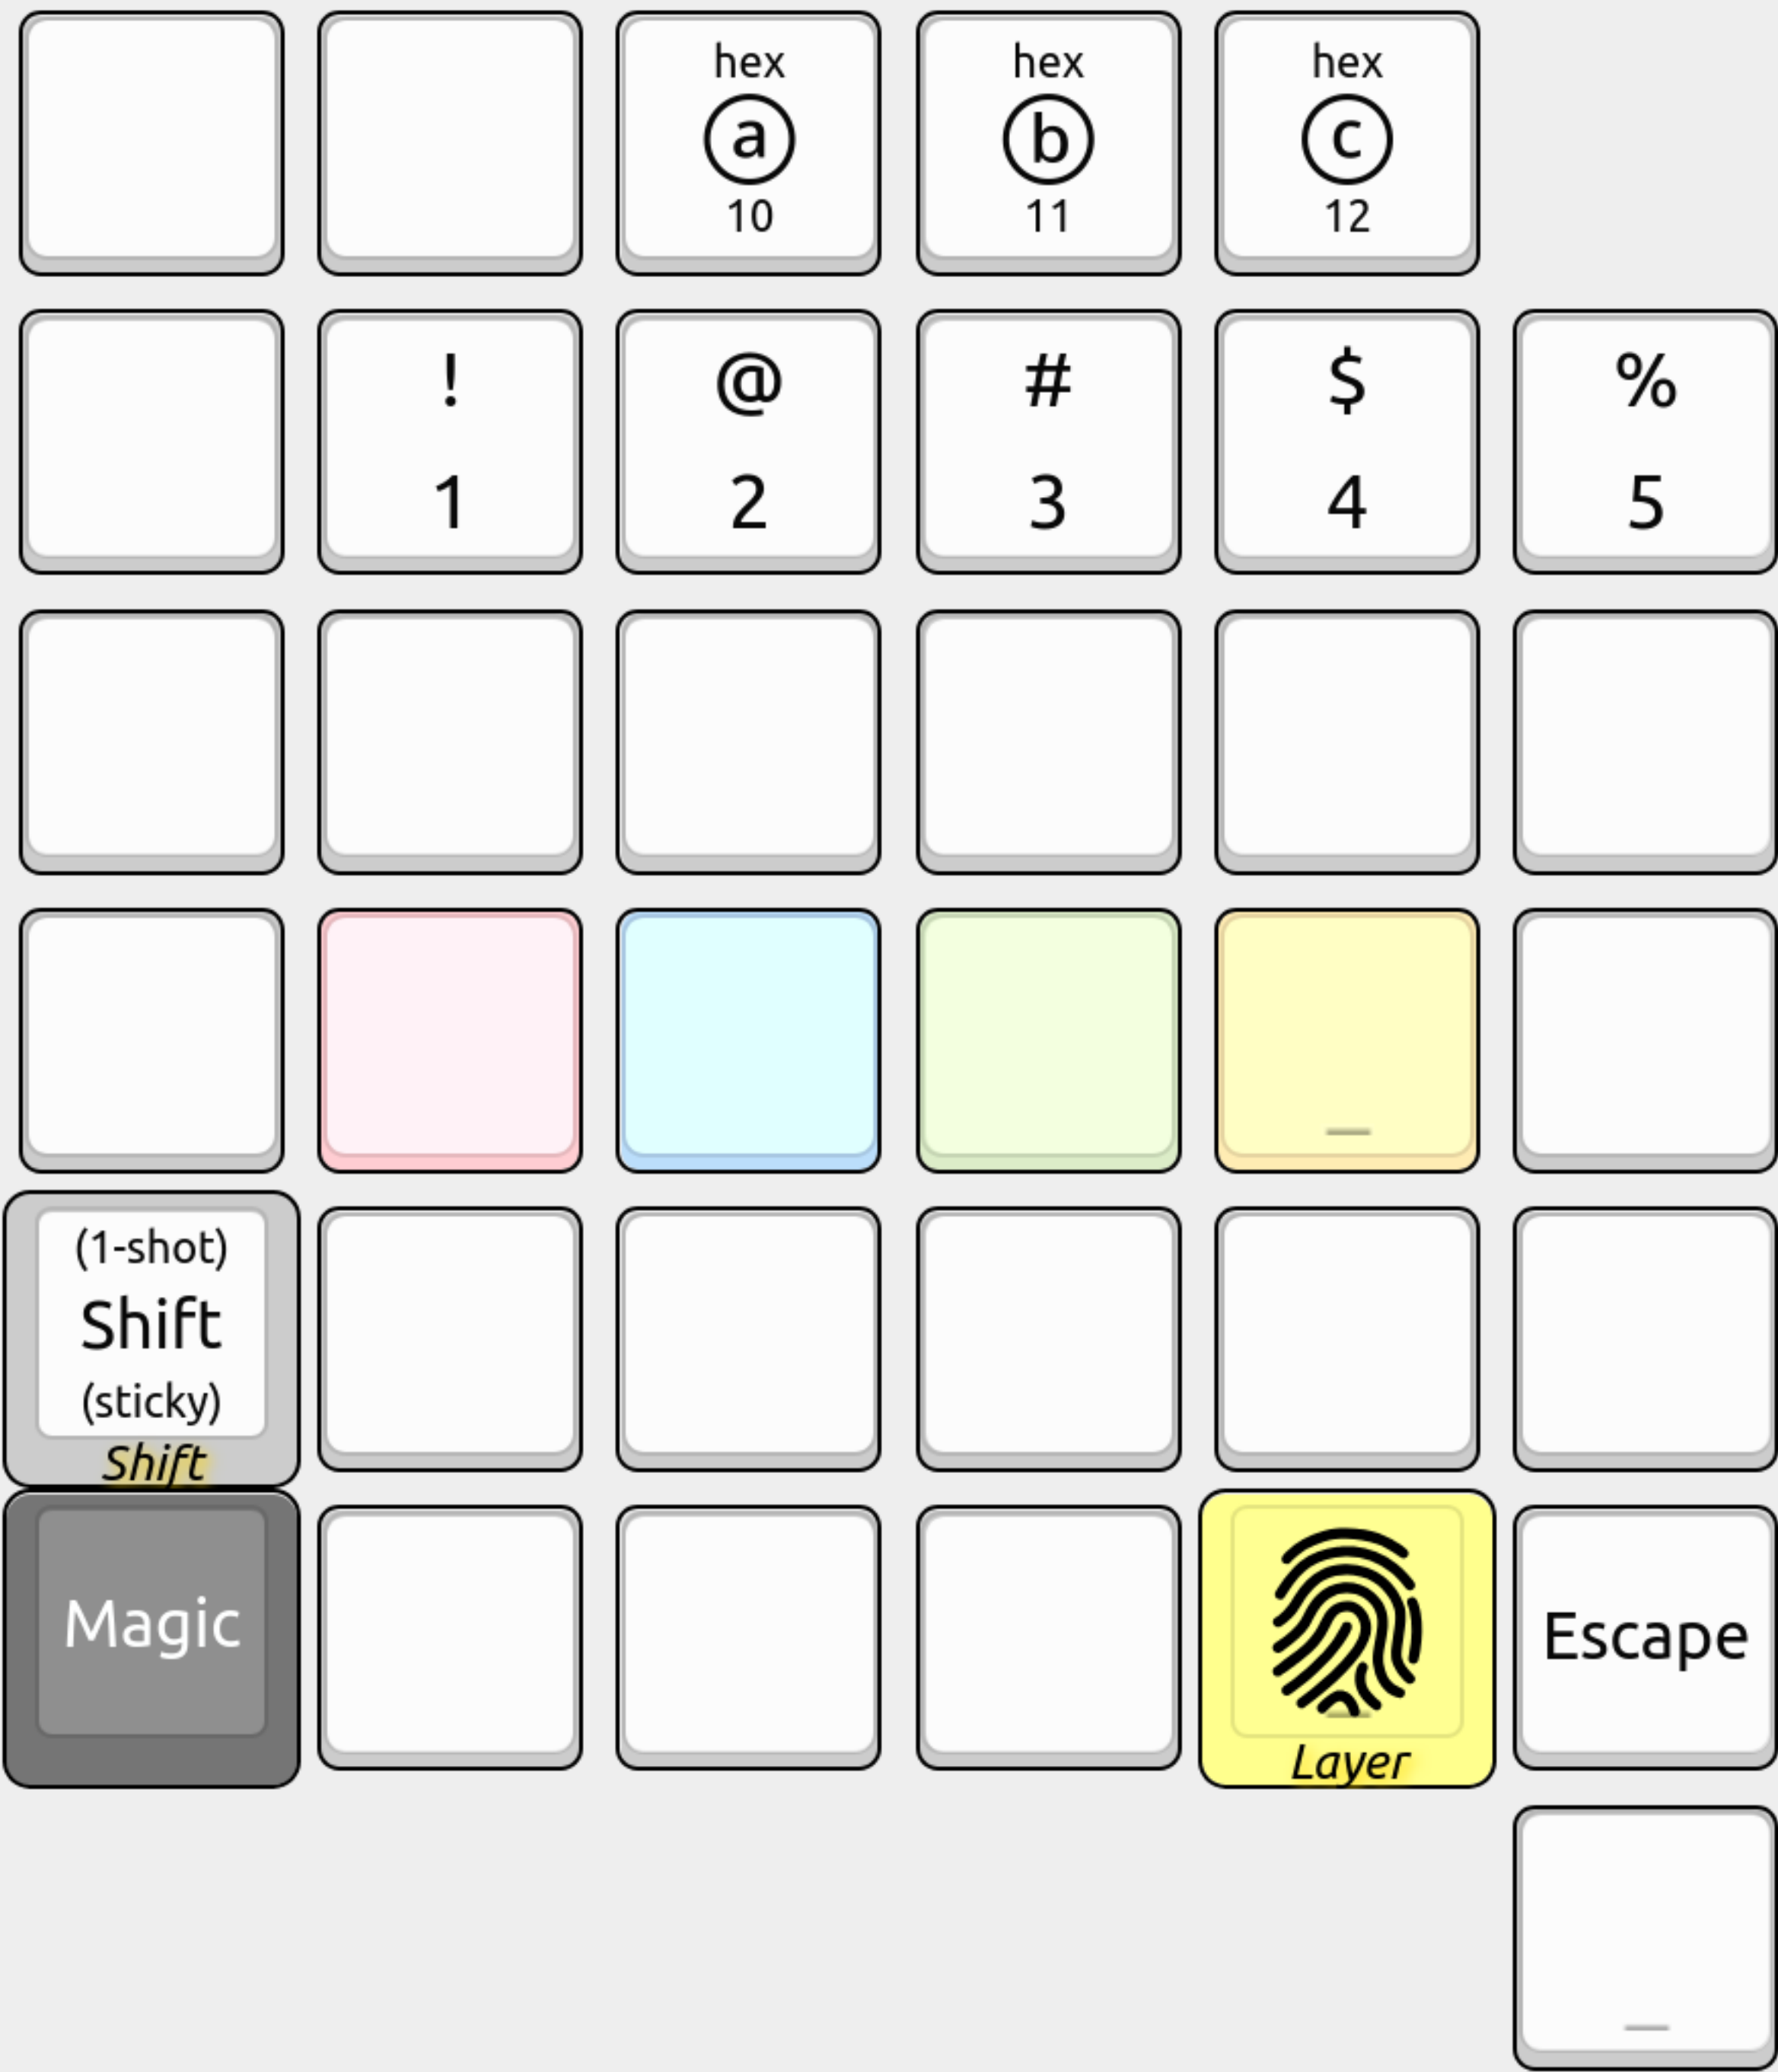 hex hex hex
ⓐ ⓑ ⓒ
10 11 12
! @ # $ %
1 2 3 4 5
(1-shot)
Shift
(sticky)
Shift
Magic
Escape
Layer